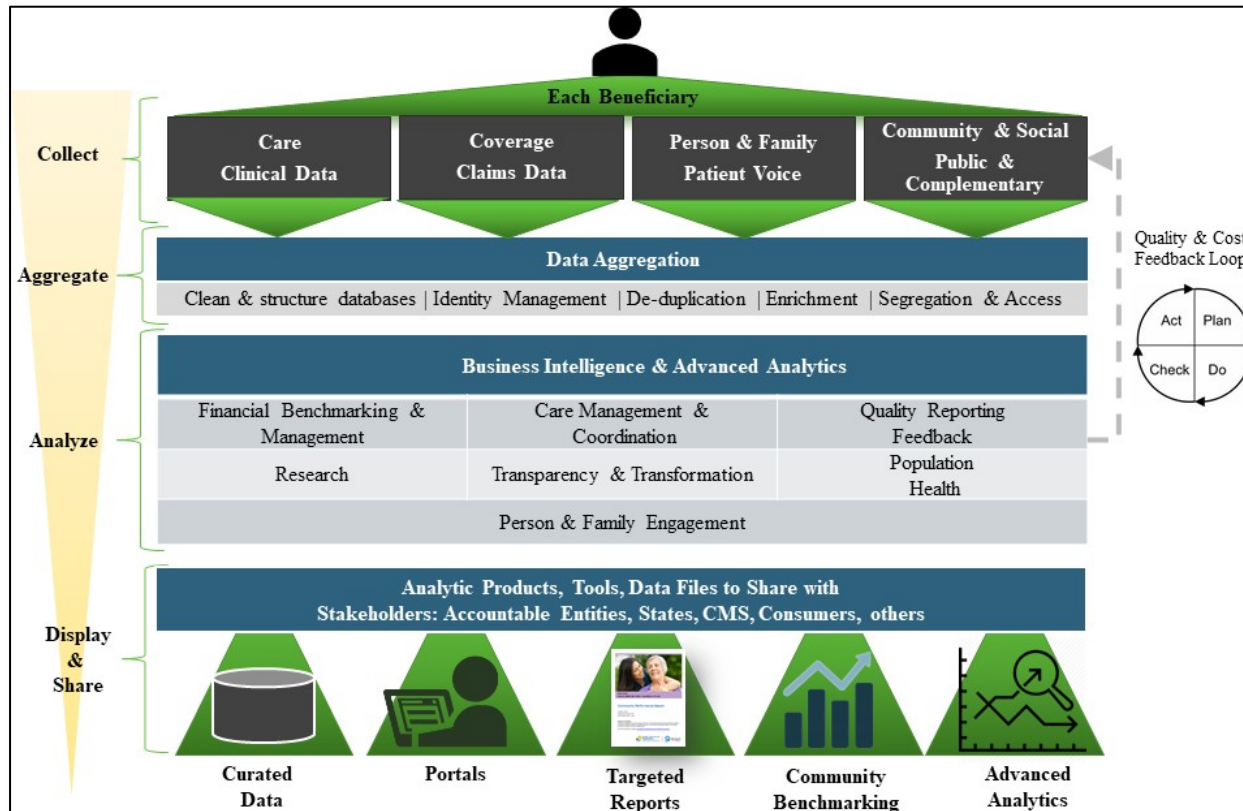 Each Beneficiary
Collect
Care
Clinical Data
Coverage
Claims Data
Person & Family
Patient Voice
Community & Social
Public &
Complementary
Quality & Cost
Feedback Loop
Act
Plan
Check
Do
Aggregate
Data Aggregation
Clean & structure databases | Identity Management | De-duplication | Enrichment | Segregation & Access
Analyze
Business Intelligence & Advanced Analytics
Financial Benchmarking &
Management
Care Management &
Coordination
Quality Reporting
Feedback
Research
Transparency & Transformation
Population
Health
Person & Family Engagement
Display
&
Share
Analytic Products, Tools, Data Files to Share with
Stakeholders: Accountable Entities, States, CMS, Consumers, others
Curated
Data
Portals
Targeted
Reports
Community
Benchmarking
Advanced
Analytics